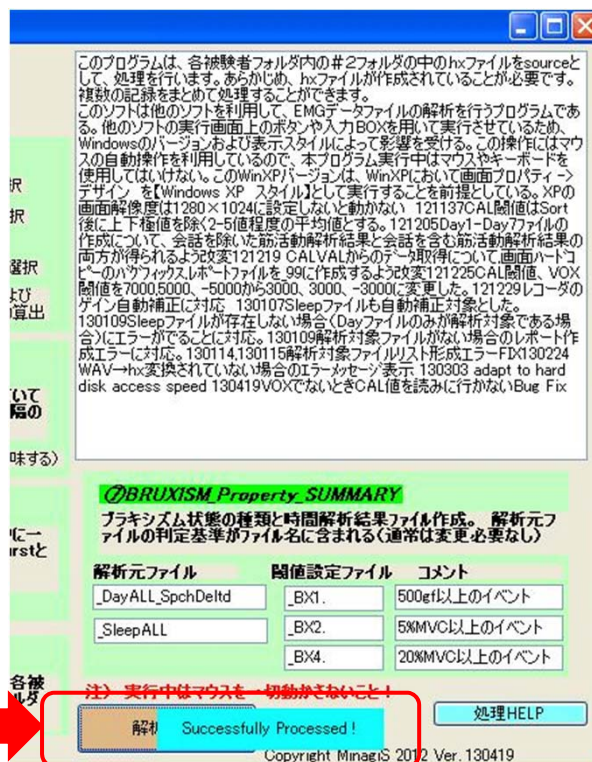 このプログラムは、各被験者フォルダ内の＃2フォルダの中のhxファイルをsourceと
して、処理を行います。あらかじめ、hxファイルが作成されていることが必要です。
複数の記録をまとめて処理することができます。
このソフトは他のソフトを利用して、EMGデータファイルの解析を行うプログラムであ
る。他のソフトの実行画面上のボタンや入力BOXを用いて実行させているため、
Windowsのバージョンおよび表示スタイルによって影響を受ける。この操作にはマウ
スの自動操作を利用しているので、本プログラム実行中はマウスやキーボードを
使用してはいけない。このWinXPバージョンは、WinXPにおいて画面プロパティー->
デザイン を【Windows XP スタイル】として実行することを前提としている。XPの
画面解像度は1280×1024に設定しないと動かない 121137CAL閾値はSort
後に上下極値を除く2-5値程度の平均値とする。121205Day1-Day7ファイルの
作成について、会話を除いた筋活動解析結果と会話を含む筋活動解析結果の
両方が得られるよう改変121219 CALVALからのデータ取得について、画面ハードコ
ピーのバグフィックス,レポートファイルを_99に作成するよう改変121225CAL閾値、VOX
閾値を7000,5000、-5000から3000、3000、-3000に変更した。121229レコーダの
ゲイン自動補正に対応 130107Sleepファイルも自動補正対象とした。
130109Sleepファイルが存在しない場合(Dayファイルのみが解析対象である場
合)にエラーがでることに対応。130109解析対象ファイルがない場合のレポート作
成エラーに対応。130114,130115解析対象ファイルリスト形成エラーFIX130224
WAV→hx変換されていない場合のエラーメッセージ表示 130303 adapt to hard
disk access speed 130419VOXでないときCAL値を読みに行かないBug Fix
択
択
選択
よび
算出
いて
幅の
味する）
に一
urstと
各被
ルダ
⑦BRUXISM_Property_SUMMARY
ブラキシズム状態の種類と時間解析結果ファイル作成。 解析元フ
ァイルの判定基準がファイル名に含まれる(通常は変更必要なし)
解析元ファイル 閾値設定ファイル コメント
_DayALL_SpchDeltd _BX1. 500gf以上のイベント
_SleepALL _BX2. 5%MVC以上のイベント
_BX4. 20%MVC以上のイベント
注) 実行中はマウスを一切動かさないこと！
解析 Successfully Processed ! 処理HELP
Copyright MinagiS 2012 Ver. 130419